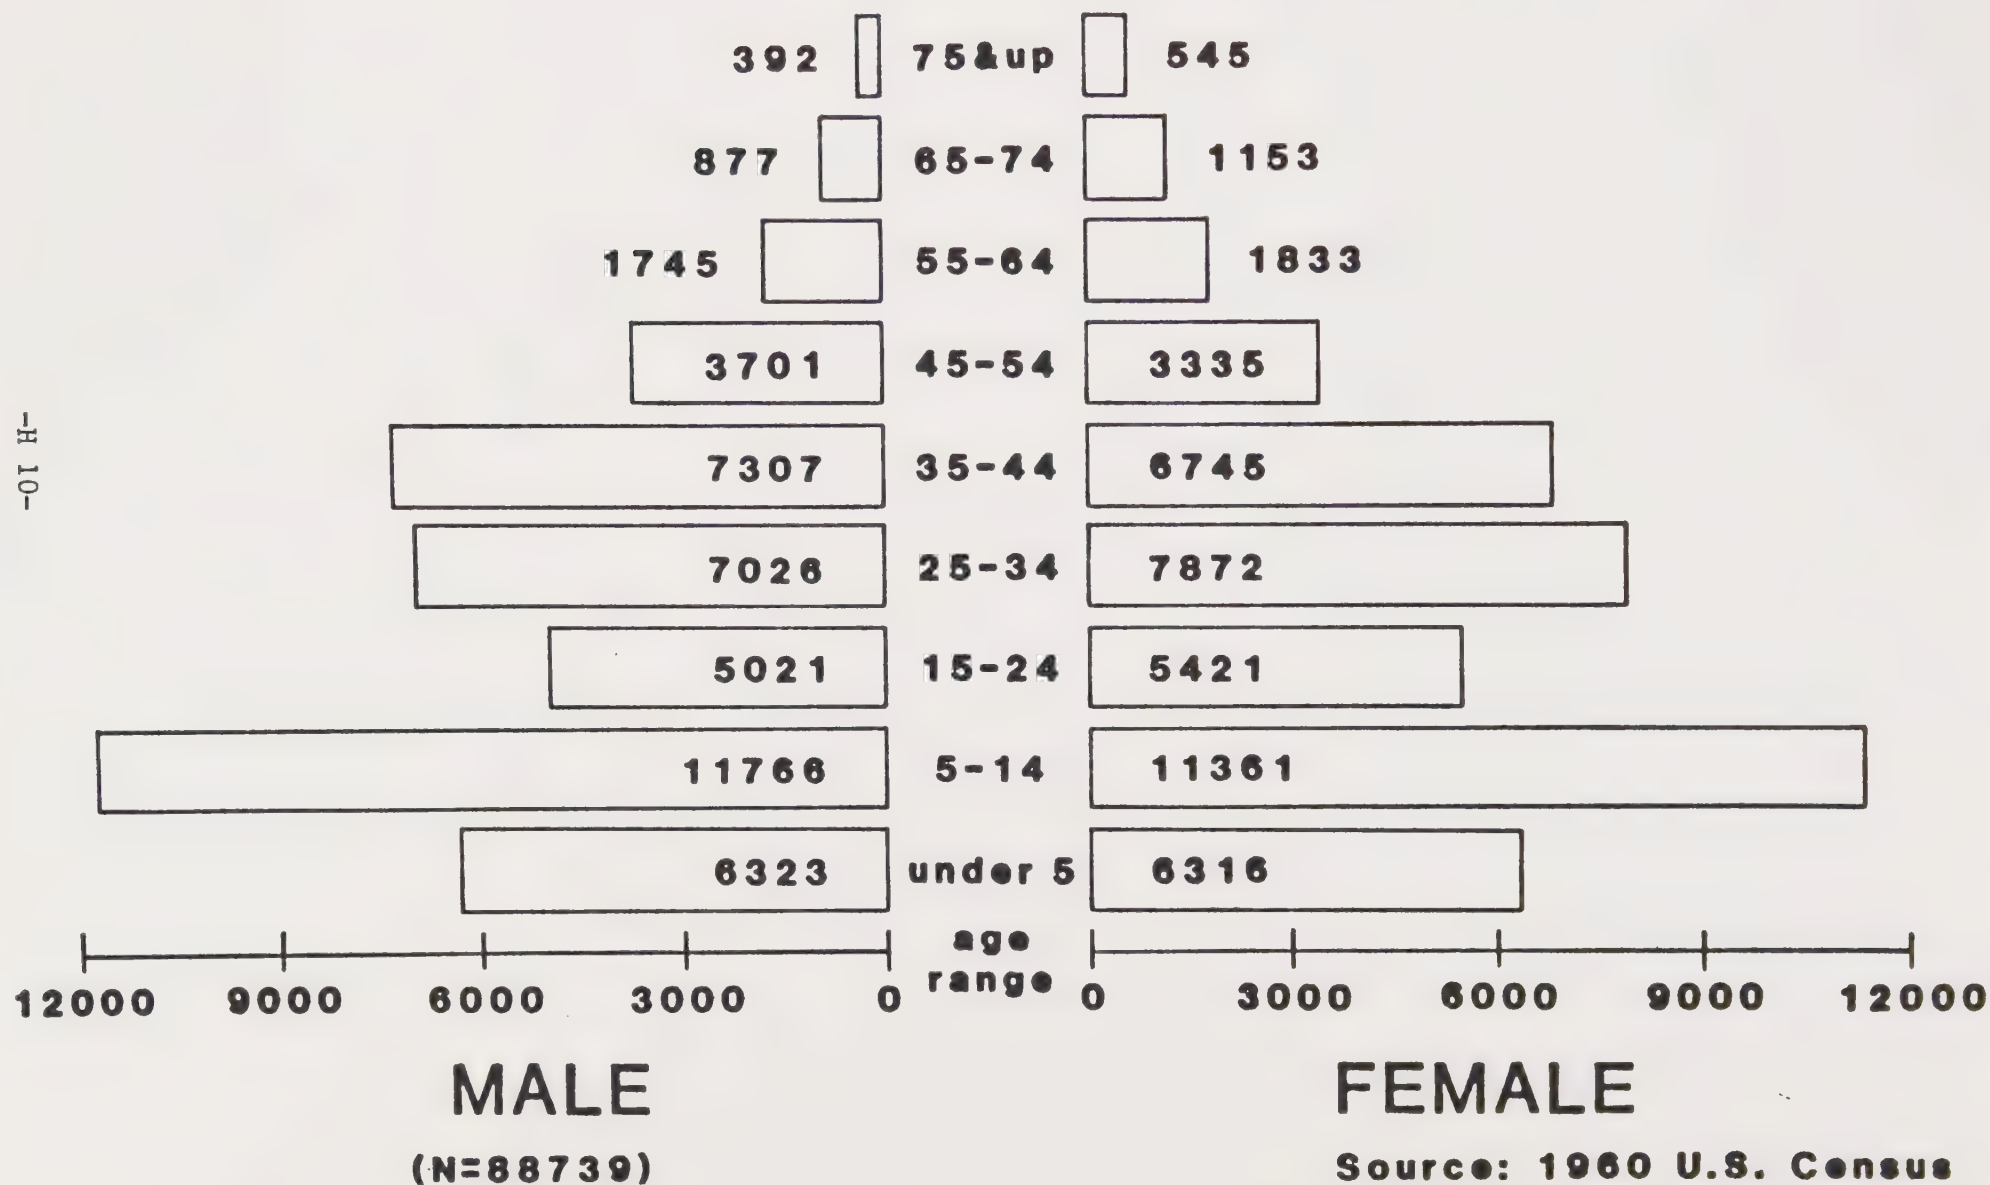 392 75&up 545
877 65-74 1153
1745 55-64 1833
3701 45-54 3335
7307 35-44 6745
7026 25-34 7872
5021 15-24 5421
11766 5-14 11361
6323 under 5 6316
age
range
12000 9000 6000 3000 0 0 3000 6000 9000 12000
MALE FEMALE
(N=88739) Source: 1960 U.S. Census
-H 10-